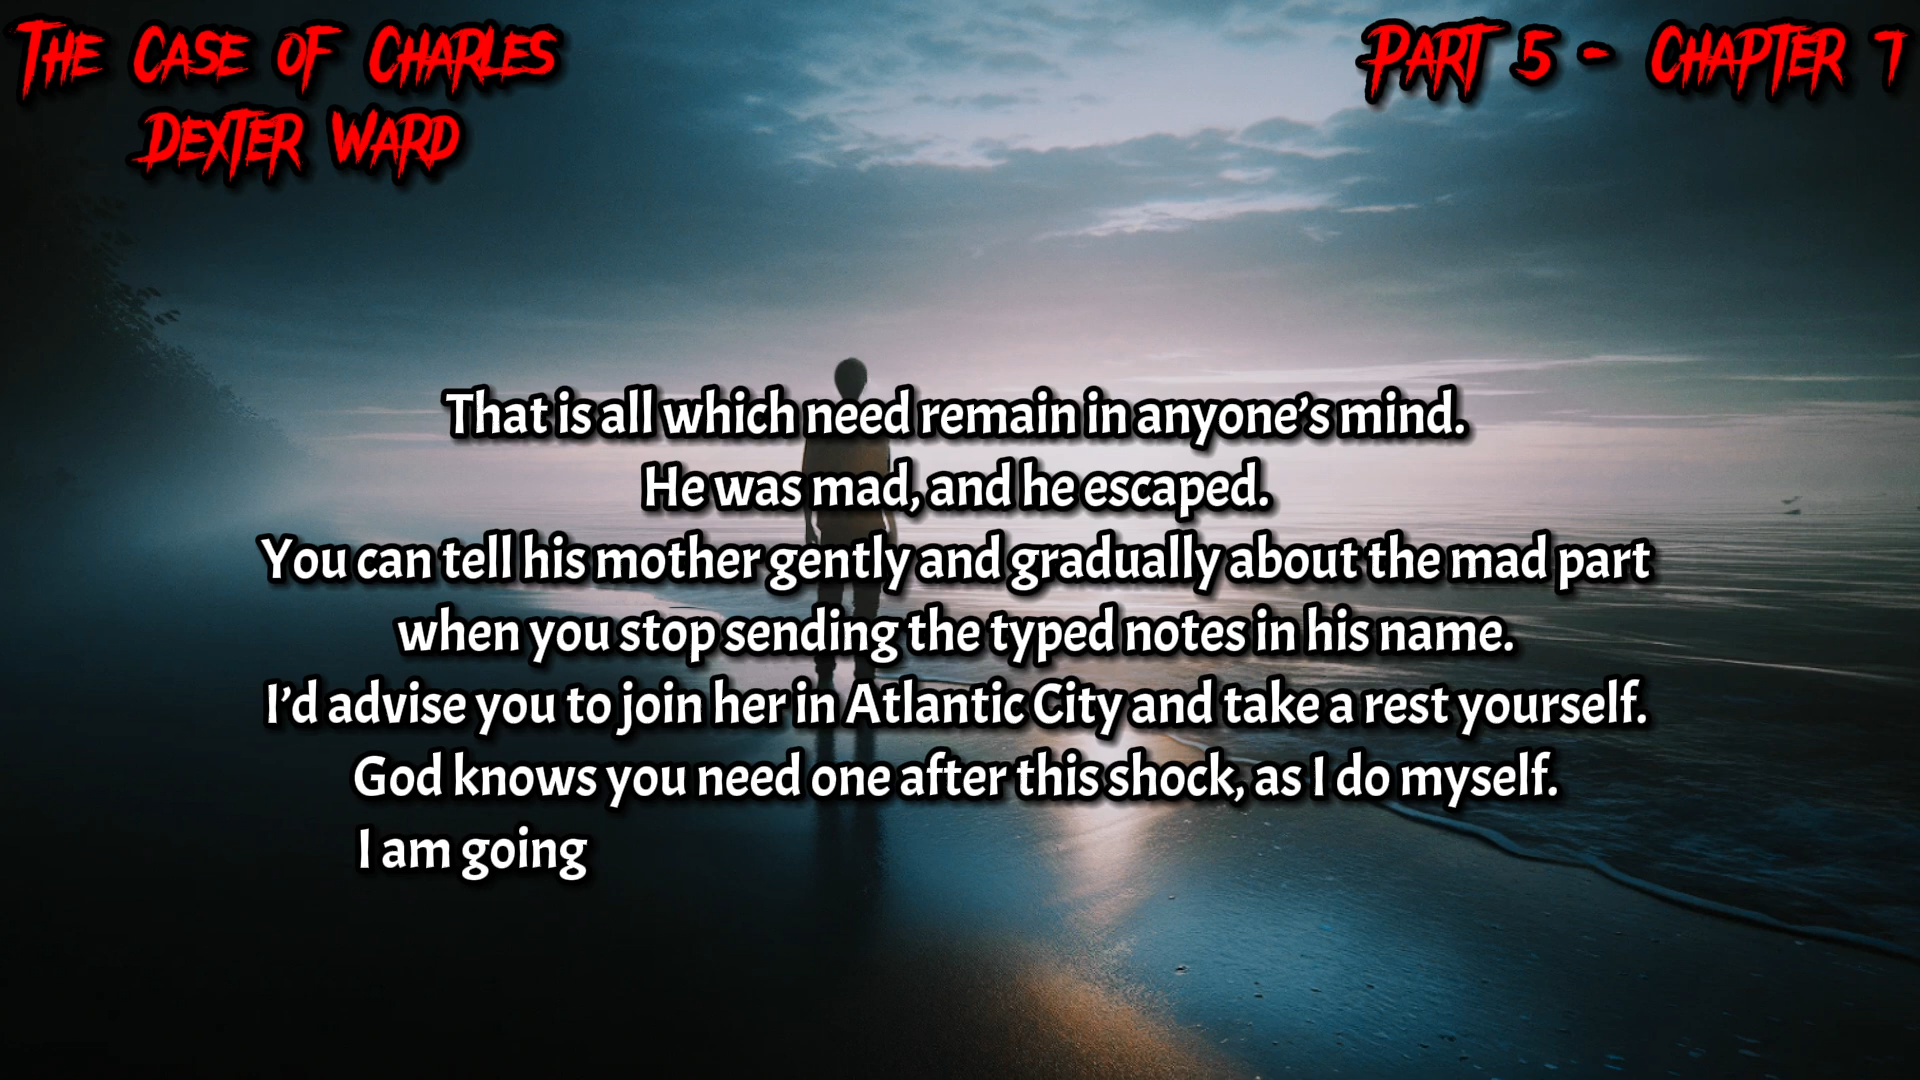 The Case of Charles
Dexter Ward
Part 5 - Chapter 7
That is all which need remain in anyone’s mind.
He was mad, and he escaped.
You can tell his mother gently and gradually about the mad part
when you stop sending the typed notes in his name.
I’d advise you to join her in Atlantic City and take a rest yourself.
God knows you need one after this shock, as I do myself.
I am going